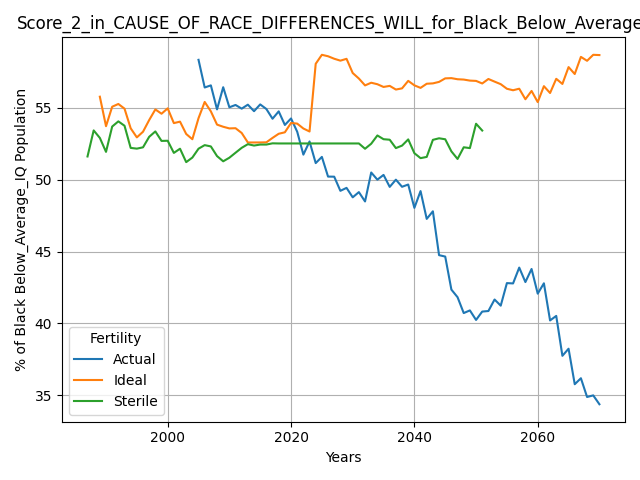 Score_2_in_CAUSE_OF_RACE_DIFFERENCES_WILL_for_Black_Below_Average
% of Black Below_Average_IQ Population
55
50
45
40
35
Fertility
Actual
Ideal
Sterile
2000 2020 2040 2060
Years